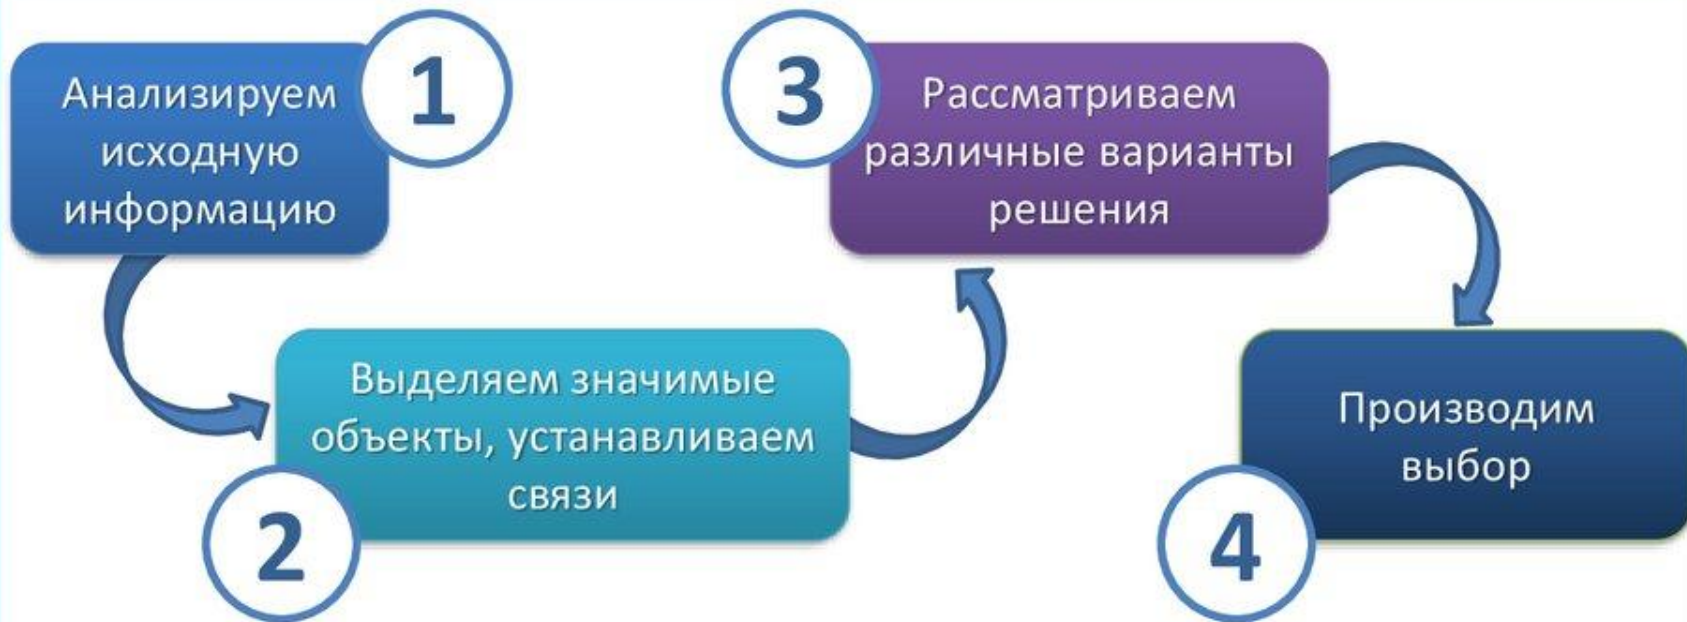 1
Анализируем
исходную
информацию
2
Выделяем значимые
объекты, устанавливаем
связи
3
Рассматриваем
различные варианты
решения
4
Производим
выбор